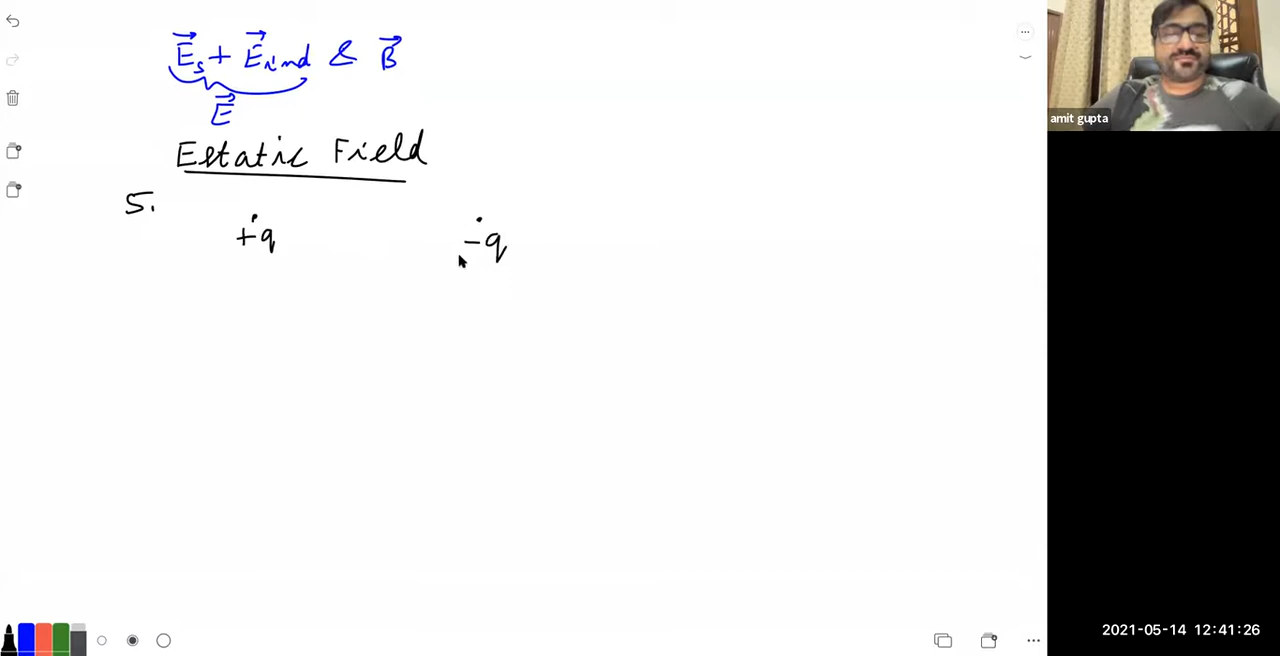 E⃗s + E⃗ind & B⃗
E⃗
Estatic Field
5.
+q
-q
amit gupta
2021-05-14 12:41:26